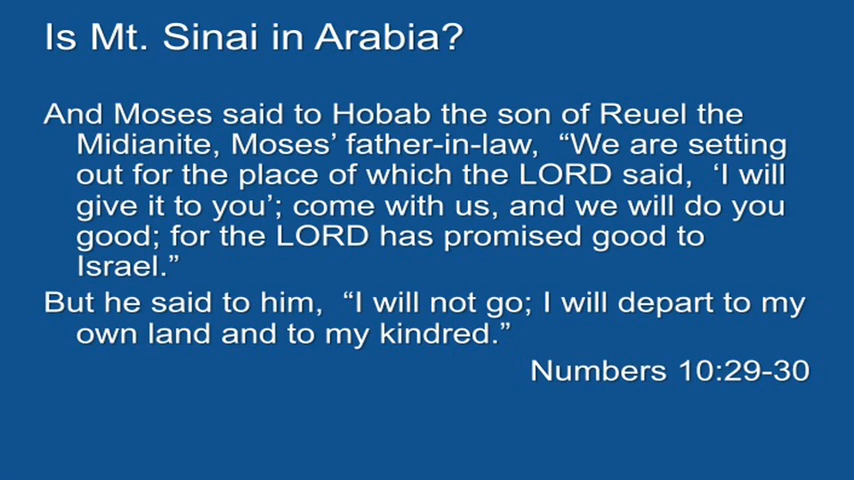 Is Mt. Sinai in Arabia?
And Moses said to Hobab the son of Reuel the
Midianite, Moses’ father-in-law, “We are setting
out for the place of which the LORD said, ‘I will
give it to you’; come with us, and we will do you
good; for the LORD has promised good to
Israel.”
But he said to him, “I will not go; I will depart to my
own land and to my kindred.”
Numbers 10:29-30